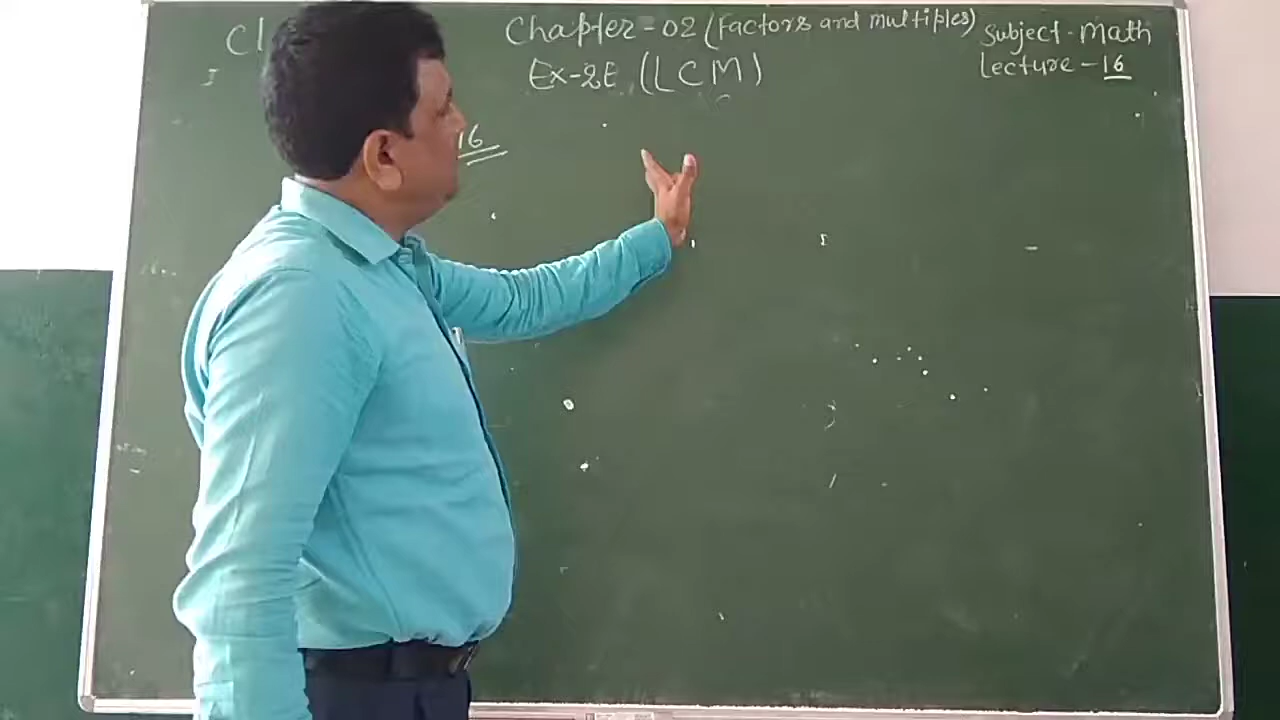 Cl
Chapter - 02 (Factors and multiples)
Subject - Math
Ex-2E (LCM)
Lecture - 16
I
16